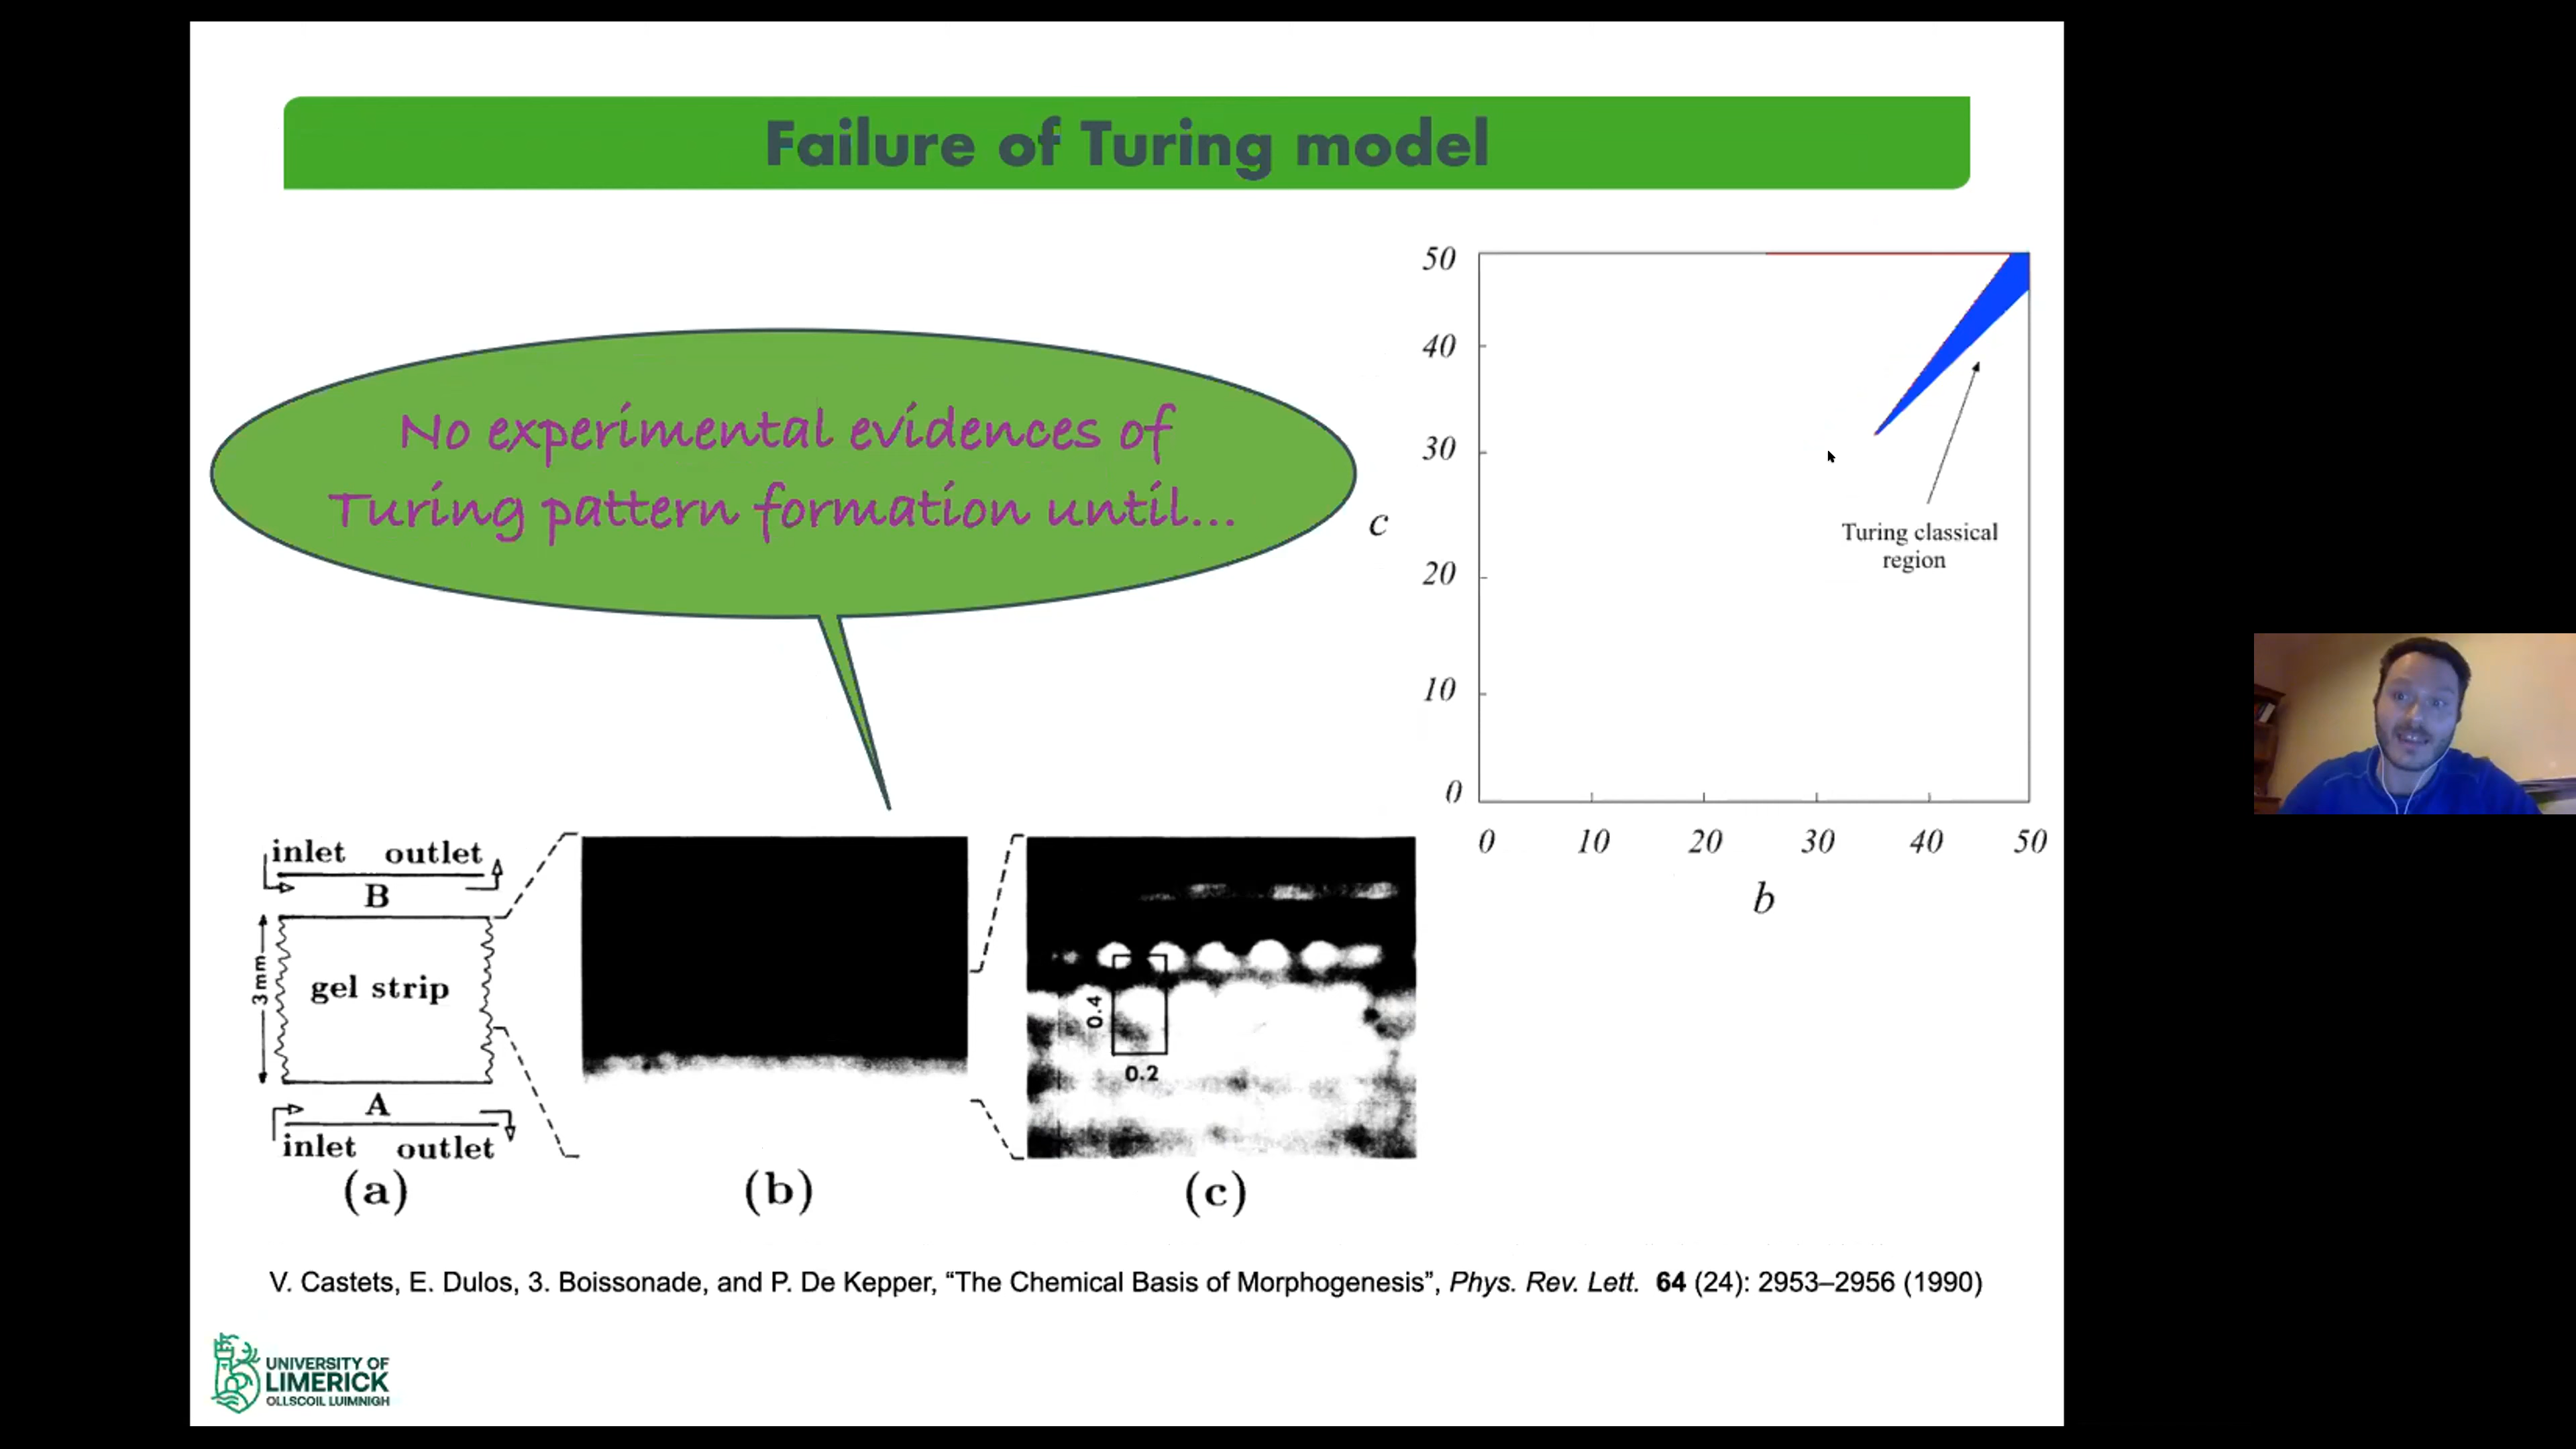 Failure of Turing model
No experimental evidences of
Turing pattern formation until...
50
40
30
20
10
0
c
Turing classical
region
0 10 20 30 40 50
b
inlet outlet
B
3mm
gel strip
A
inlet outlet
(a)
(b)
0.4
0.2
(c)
V. Castets, E. Dulos, 3. Boissonade, and P. De Kepper, “The Chemical Basis of Morphogenesis”, Phys. Rev. Lett. 64 (24): 2953–2956 (1990)
UNIVERSITY OF
LIMERICK
OLLSCOIL LUIMNIGH